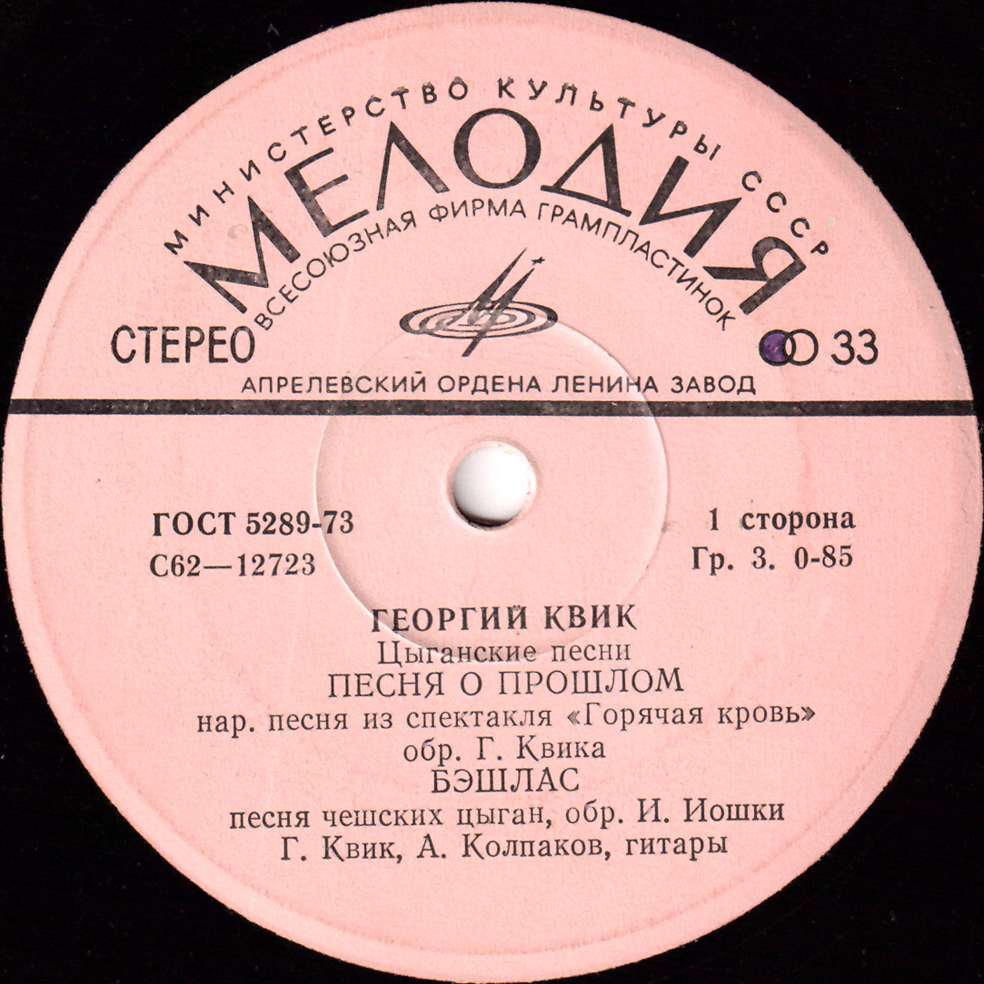 МИНИСТЕРСТВО КУЛЬТУРЫ СССР
МЕЛОДИЯ
ВСЕСОЮЗНАЯ ФИРМА ГРАМПЛАСТИНОК
СТЕРЕО
33
АПРЕЛЕВСКИЙ ОРДЕНА ЛЕНИНА ЗАВОД
ГОСТ 5289-73
1 сторона
С62—12723
Гр. 3. 0-85
ГЕОРГИЙ КВИК
Цыганские песни
ПЕСНЯ О ПРОШЛОМ
нар. песня из спектакля «Горячая кровь»
обр. Г. Квика
БЭШЛАС
песня чешских цыган, обр. И. Иошки
Г. Квик, А. Колпаков, гитары